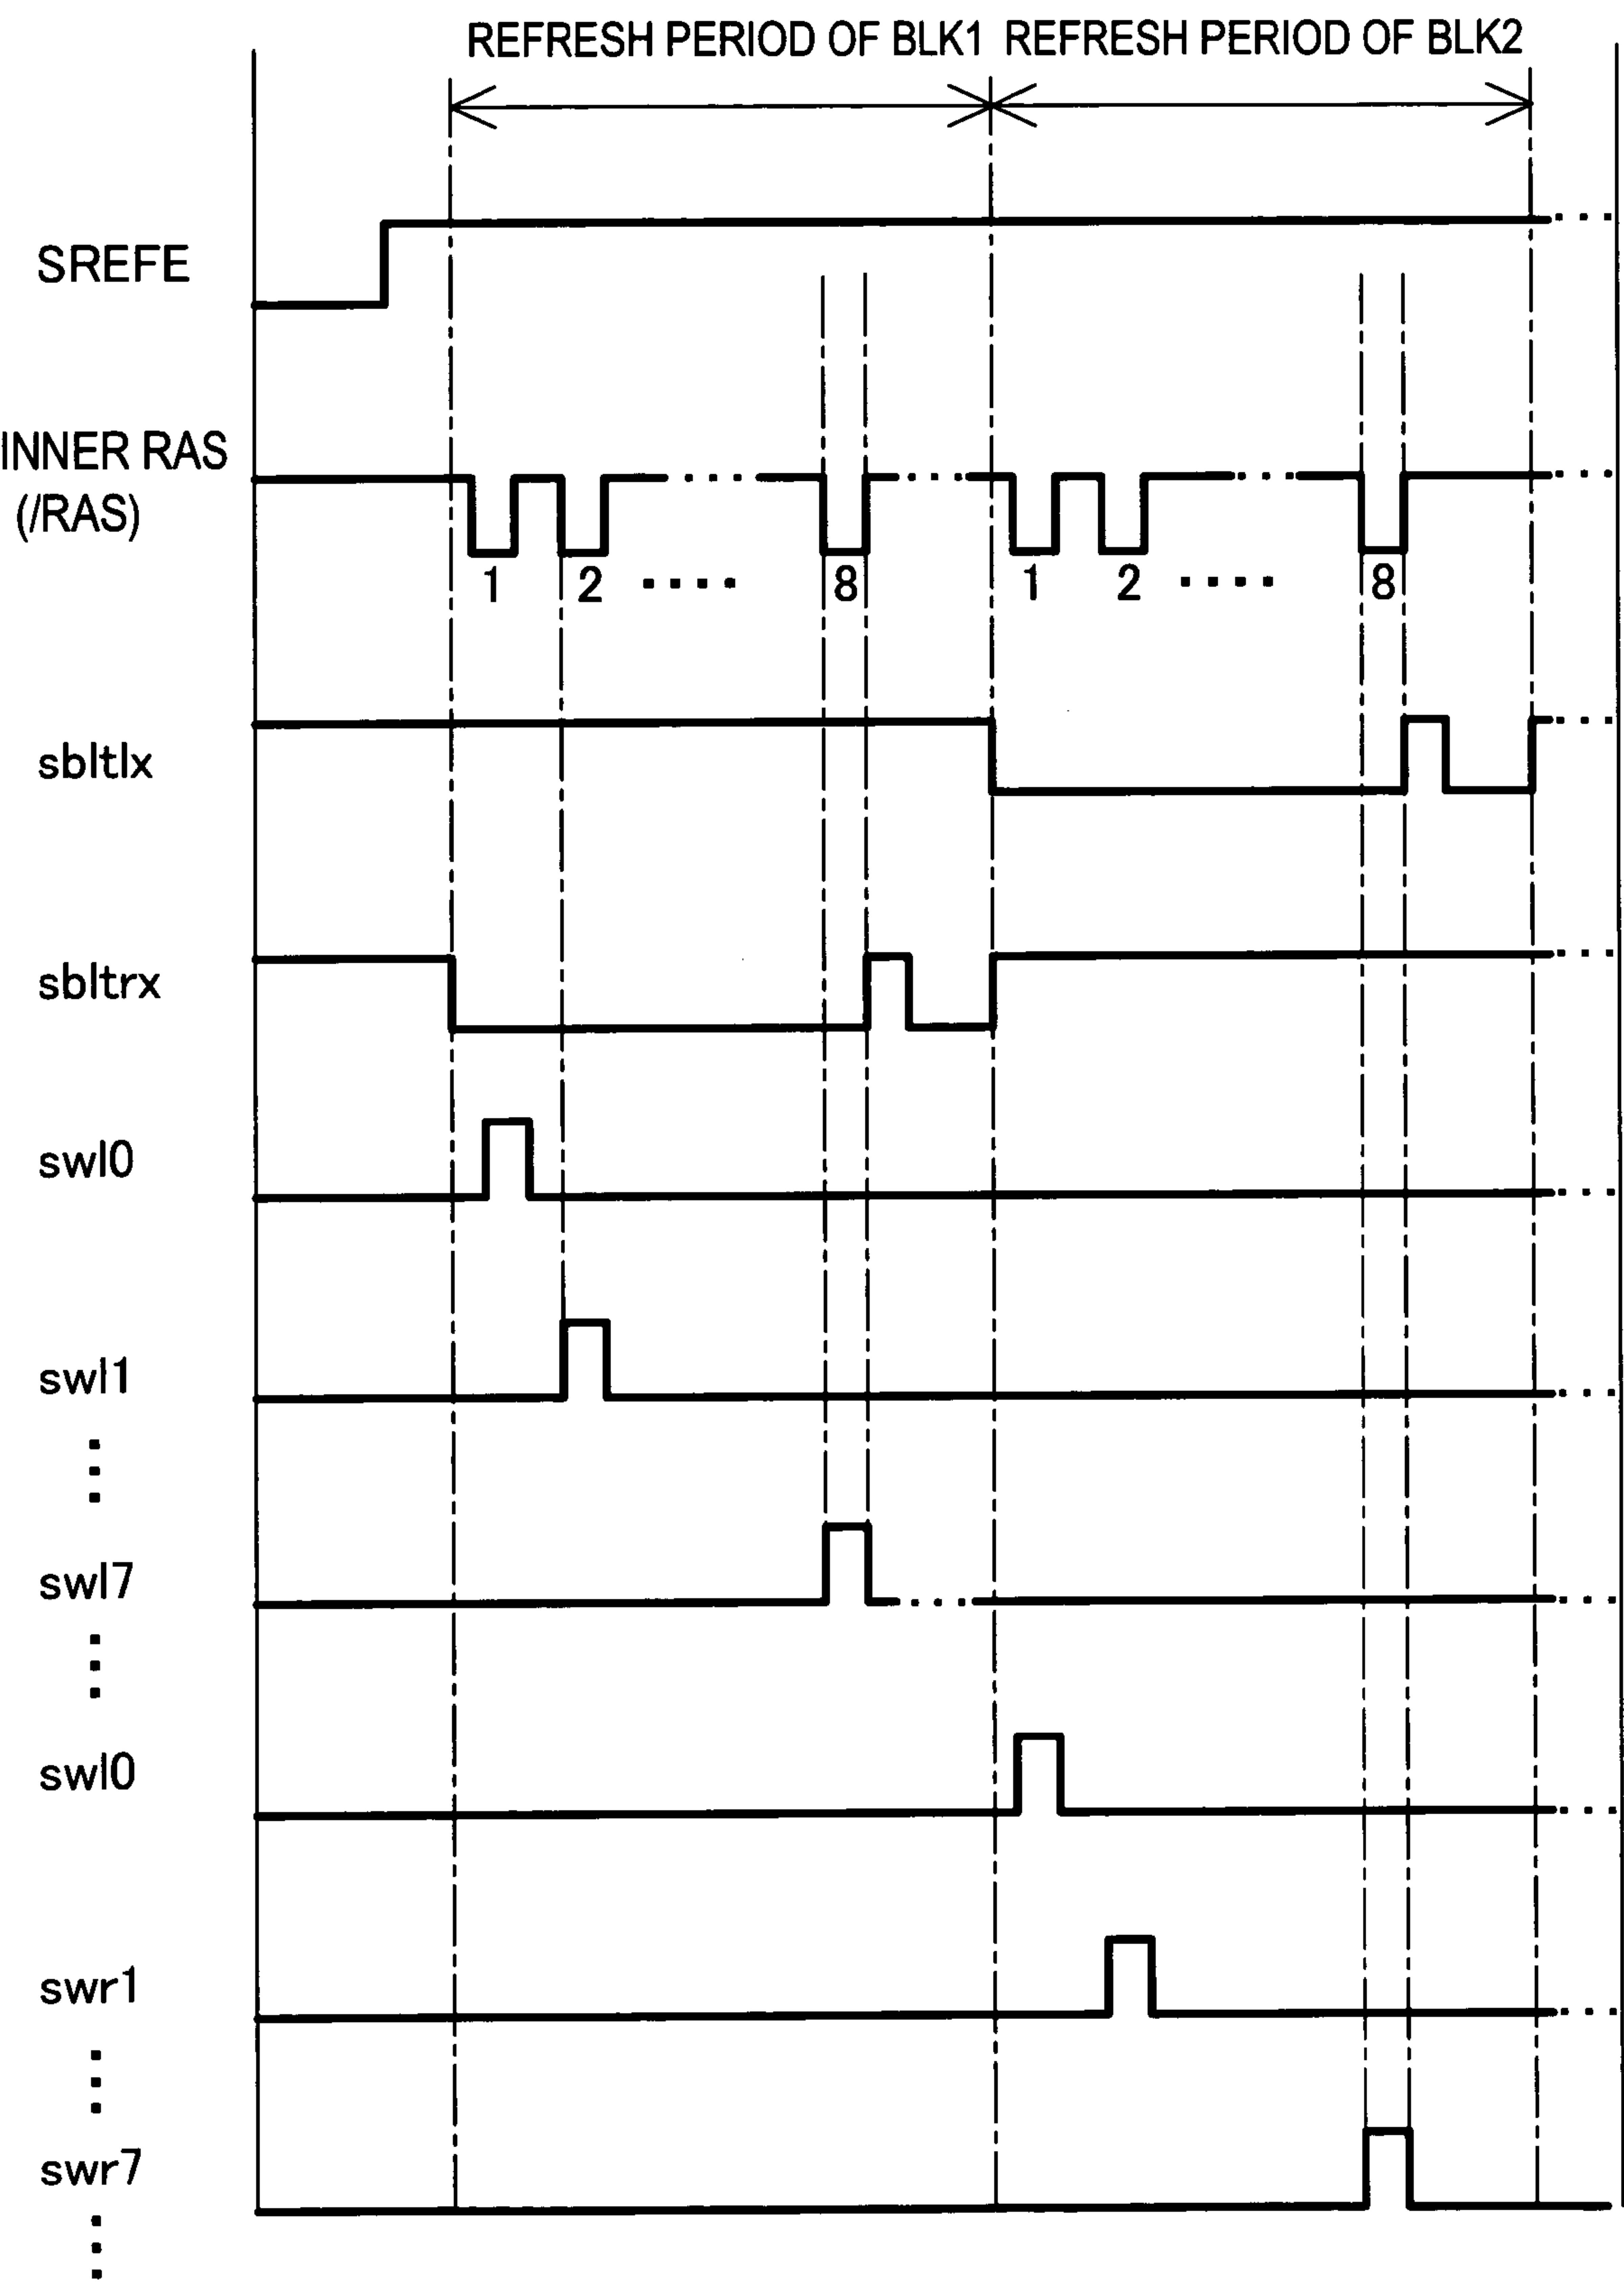 REFRESH PERIOD OF BLK1 REFRESH PERIOD OF BLK2
SREFE
INNER RAS
(/RAS)
1 2 .... 8 1 2 .... 8
sbltlx
sbltrx
swl0
swl1
swl7
swl0
swr1
swr7